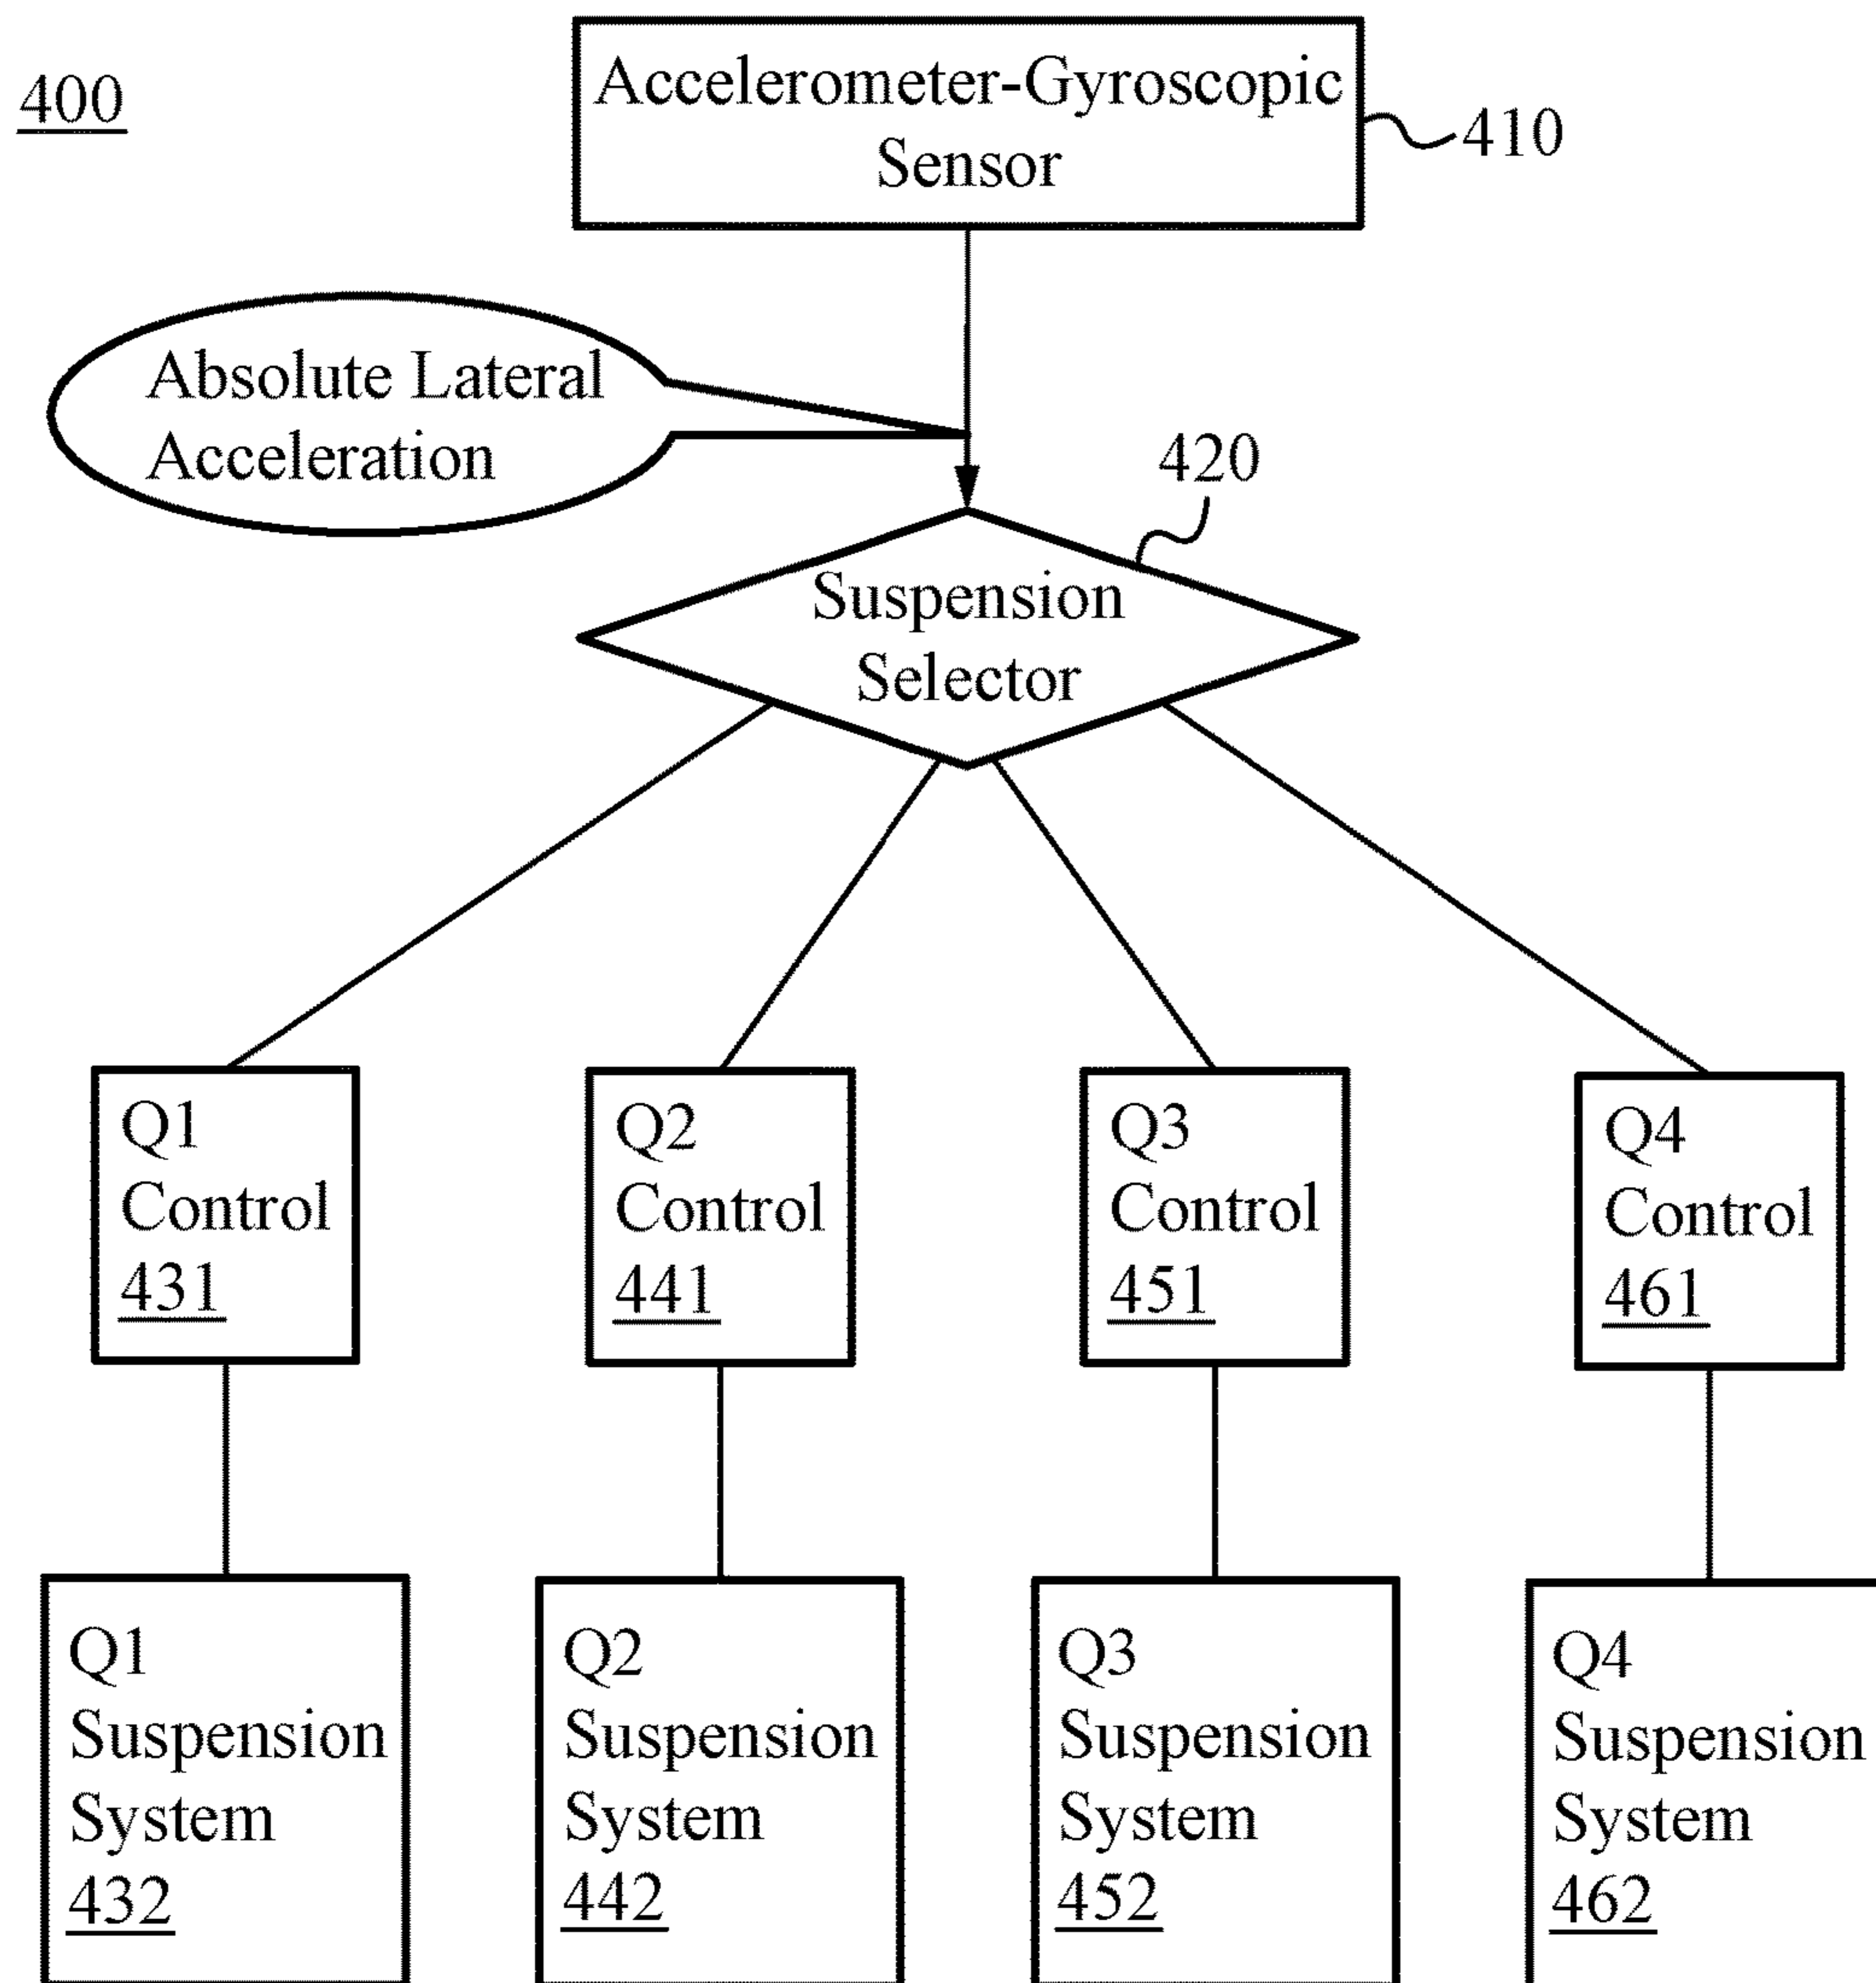 400
Accelerometer-Gyroscopic
Sensor
410
Absolute Lateral
Acceleration
420
Suspension
Selector
Q1
Control
431
Q2
Control
441
Q3
Control
451
Q4
Control
461
Q1
Suspension
System
432
Q2
Suspension
System
442
Q3
Suspension
System
452
Q4
Suspension
System
462